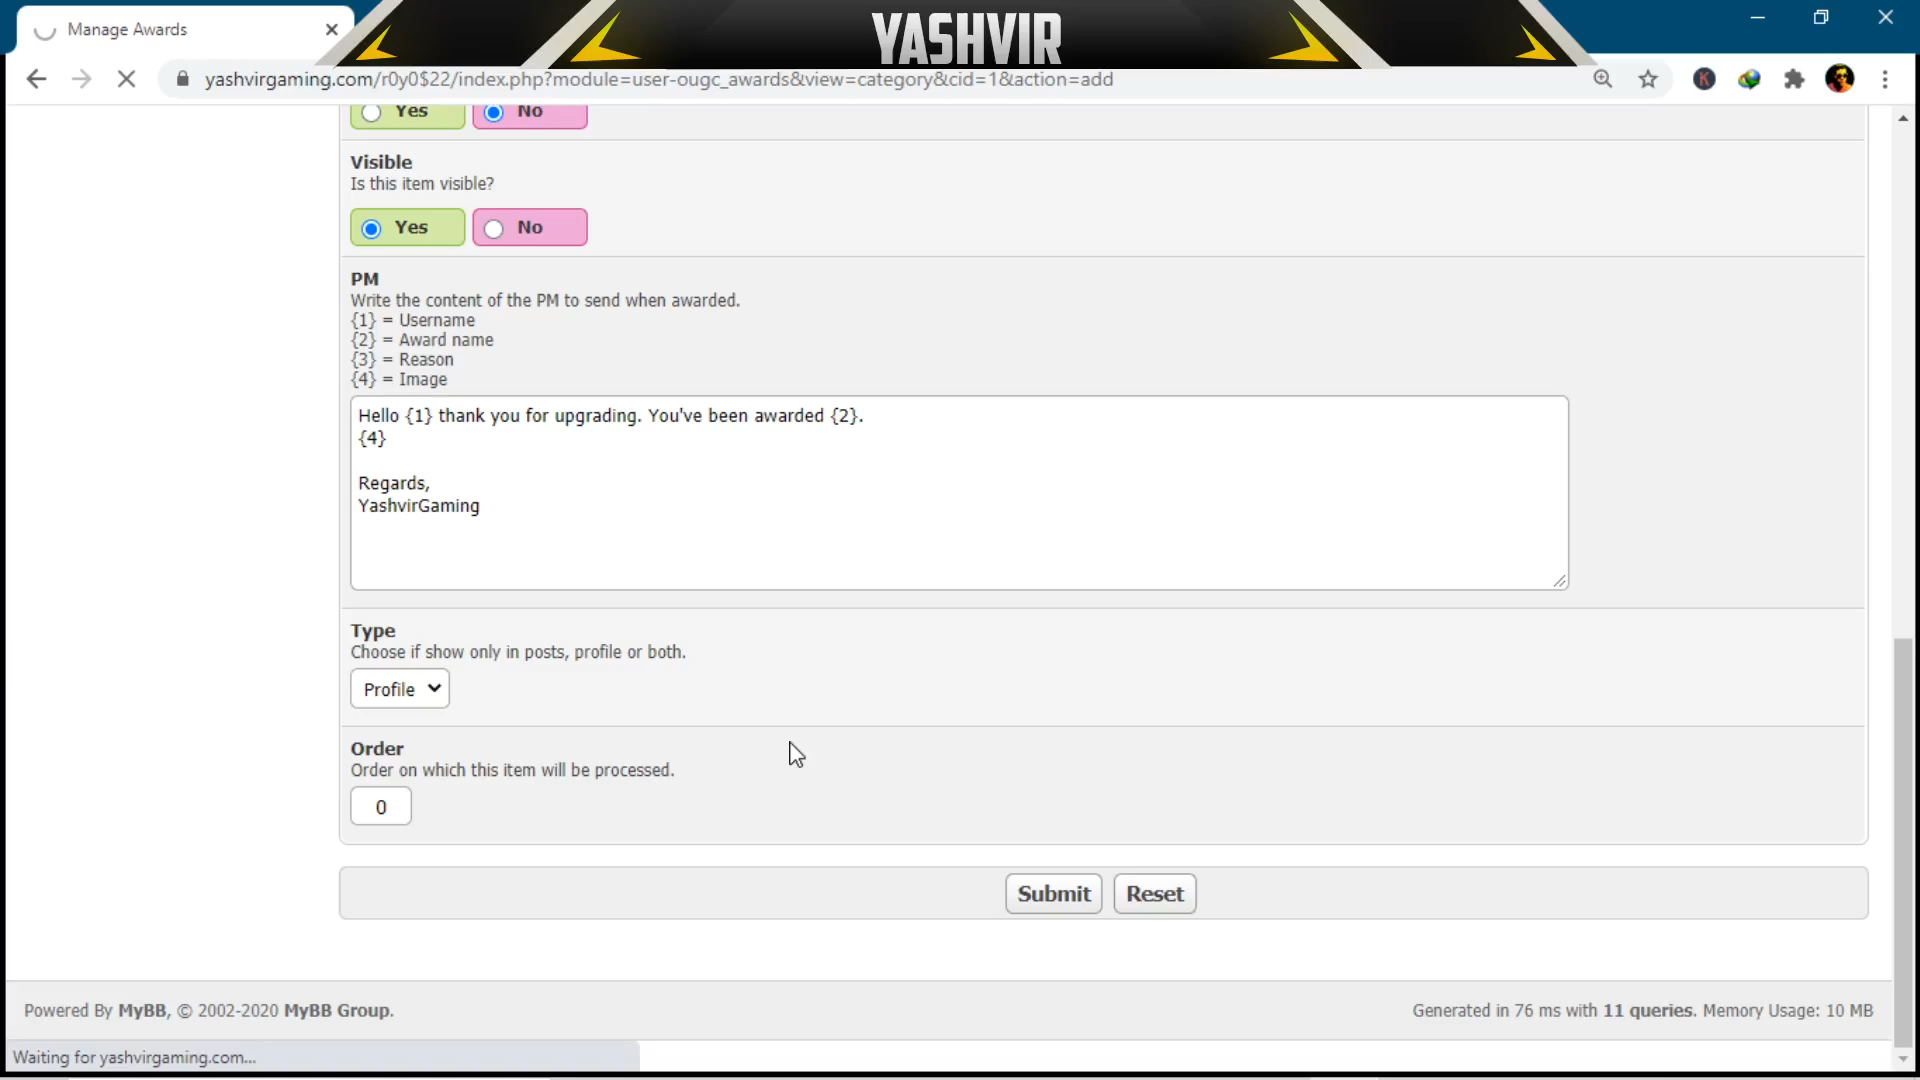 Manage Awards
YASHVIR
yashvirgaming.com/r0y0$22/index.php?module=user-ougc_awards&view=category&cid=1&action=add
K
Yes No
Visible
Is this item visible?
Yes No
PM
Write the content of the PM to send when awarded.
{1} = Username
{2} = Award name
{3} = Reason
{4} = Image
Hello {1} thank you for upgrading. You've been awarded {2}.
{4}
Regards,
YashvirGaming
Type
Choose if show only in posts, profile or both.
Profile
Order
Order on which this item will be processed.
0
Submit Reset
Powered By MyBB, © 2002-2020 MyBB Group. Generated in 76 ms with 11 queries. Memory Usage: 10 MB
Waiting for yashvirgaming.com...